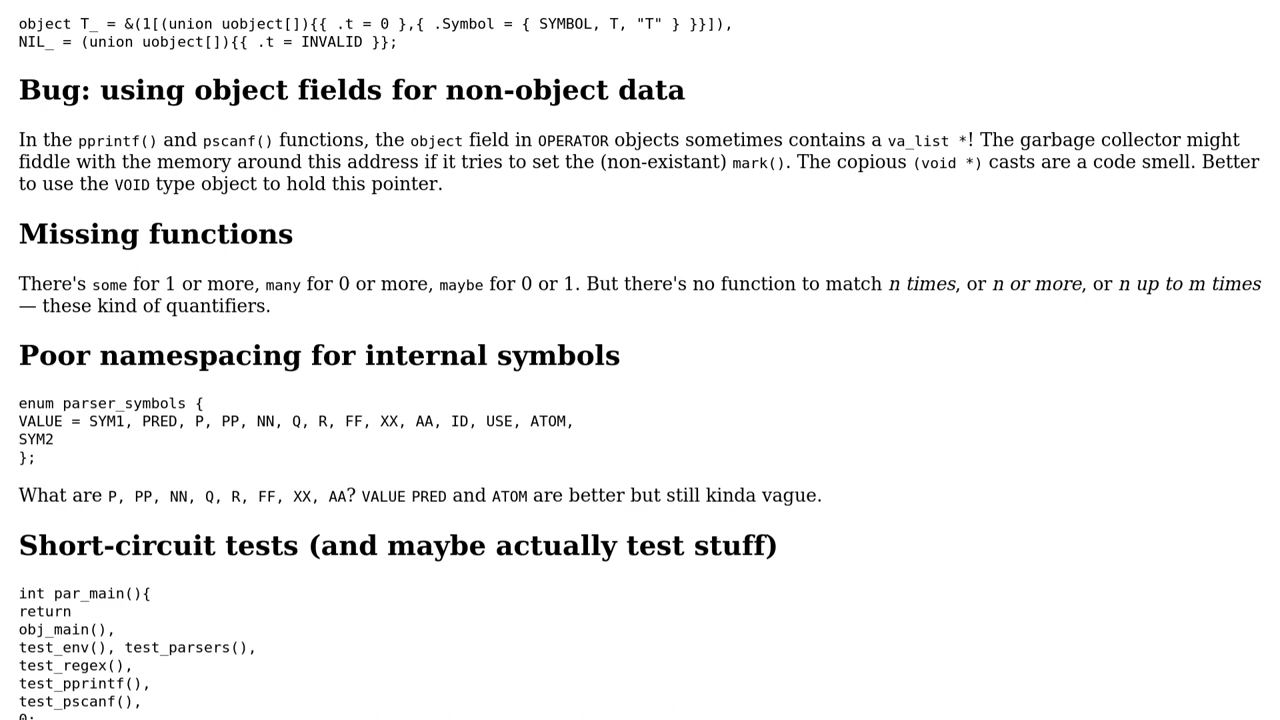 object T_ = &(1[(union uobject[]){{ .t = 0 },{ .Symbol = { SYMBOL, T, "T" } }}]),
NIL_ = (union uobject[]){{ .t = INVALID }};
Bug: using object fields for non-object data
In the pprintf() and pscanf() functions, the object field in OPERATOR objects sometimes contains a va_list *! The garbage collector might
fiddle with the memory around this address if it tries to set the (non-existant) mark(). The copious (void *) casts are a code smell. Better
to use the VOID type object to hold this pointer.
Missing functions
There's some for 1 or more, many for 0 or more, maybe for 0 or 1. But there's no function to match n times, or n or more, or n up to m times
— these kind of quantifiers.
Poor namespacing for internal symbols
enum parser_symbols {
VALUE = SYM1, PRED, P, PP, NN, Q, R, FF, XX, AA, ID, USE, ATOM,
SYM2
};
What are P, PP, NN, Q, R, FF, XX, AA? VALUE PRED and ATOM are better but still kinda vague.
Short-circuit tests (and maybe actually test stuff)
int par_main(){
return
obj_main(),
test_env(), test_parsers(),
test_regex(),
test_pprintf(),
test_pscanf(),
0;